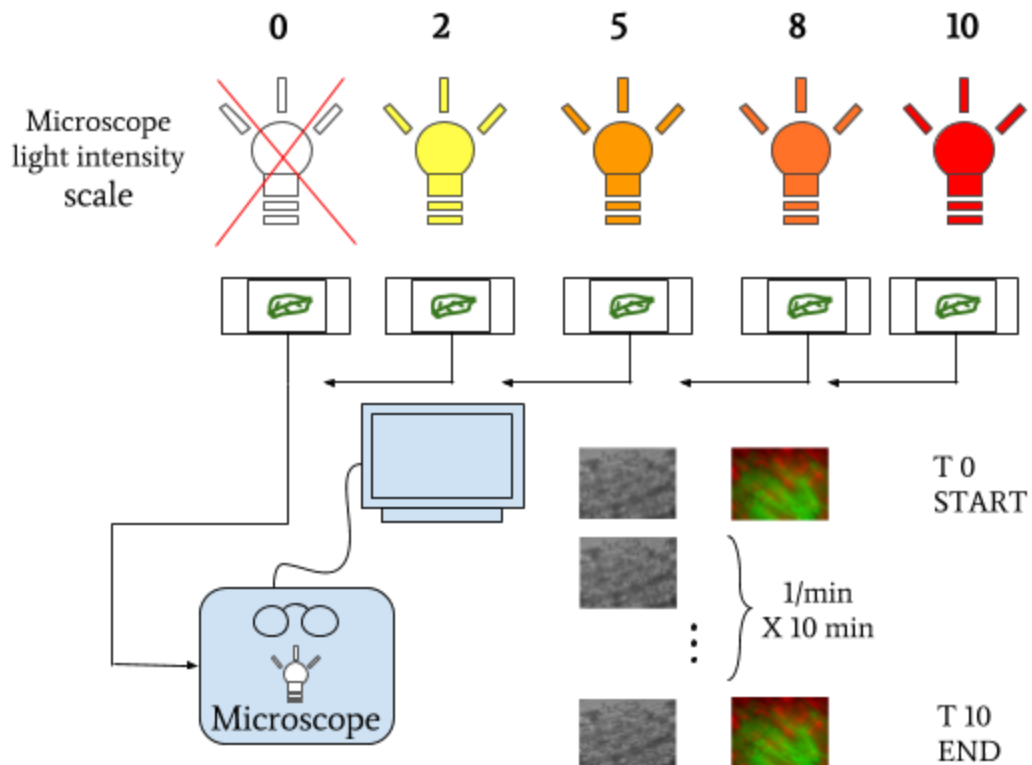 0 2 5 8 10
Microscope
light intensity
scale
T 0
START
1/min
X 10 min
Microscope
T 10
END